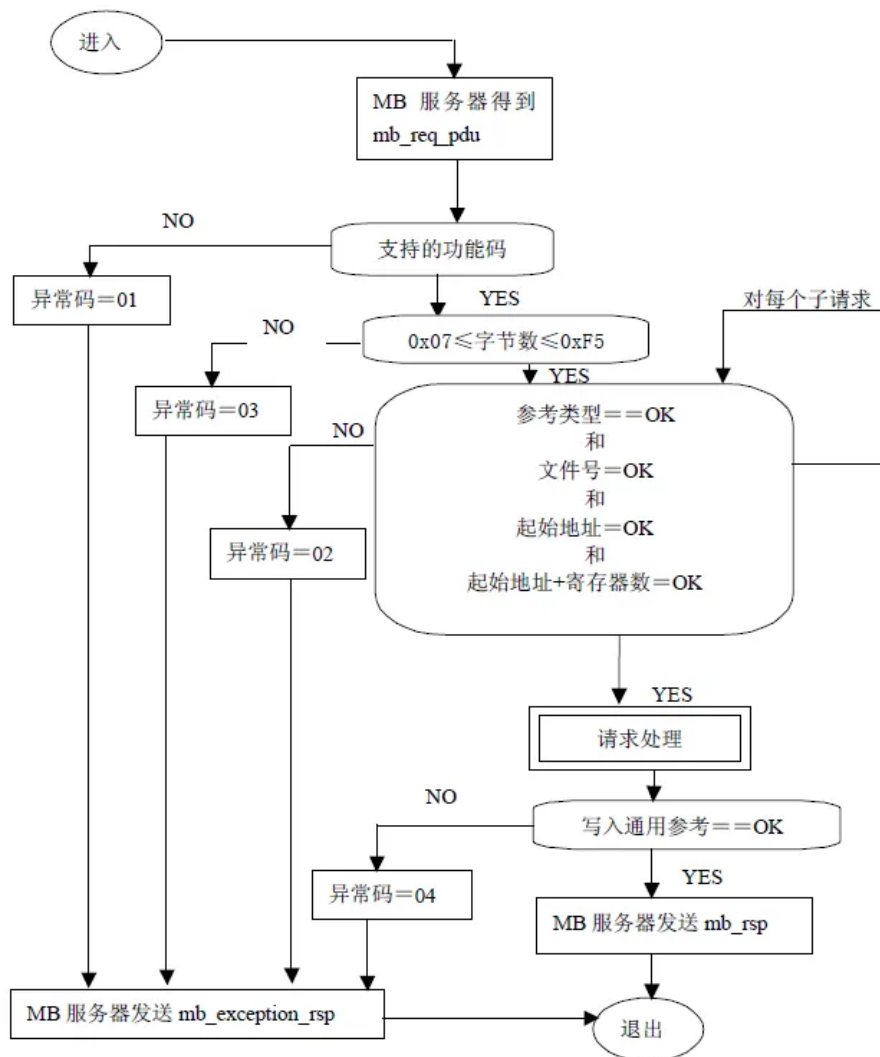 进入
MB 服务器得到
mb_req_pdu
NO
支持的功能码
异常码＝01
YES
对每个子请求
NO
0x07≤字节数≤0xF5
YES
异常码＝03
参考类型＝＝OK
NO
和
文件号＝OK
和
起始地址＝OK
异常码＝02
和
起始地址+寄存器数＝OK
YES
请求处理
NO
写入通用参考＝＝OK
YES
异常码＝04
MB 服务器发送 mb_rsp
MB 服务器发送 mb_exception_rsp
退出